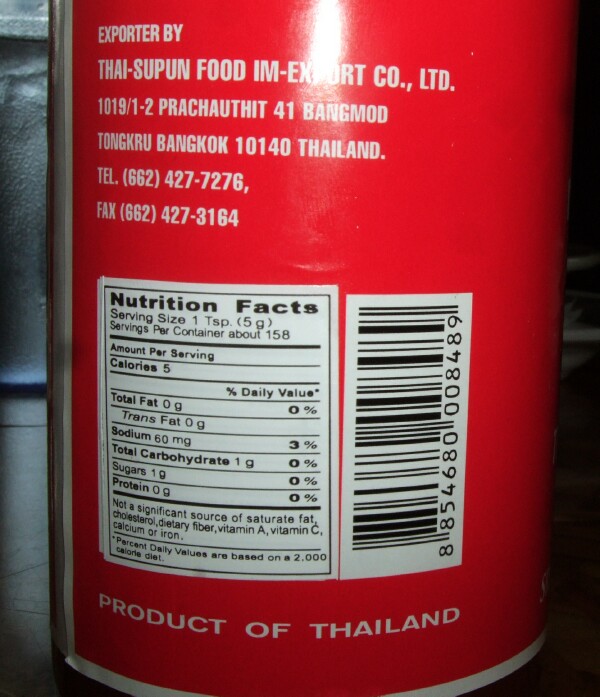 EXPORTER BY
THAI-SUPUN FOOD IM-EXPORT CO., LTD.
1019/1-2 PRACHAUTHIT 41 BANGMOD
TONGKRU BANGKOK 10140 THAILAND.
TEL. (662) 427-7276,
FAX (662) 427-3164
Nutrition Facts
Serving Size 1 Tsp. (5 g)
Servings Per Container about 158
Amount Per Serving
Calories 5
% Daily Value*
Total Fat 0 g 0 %
Trans Fat 0 g
Sodium 60 mg 3 %
Total Carbohydrate 1 g 0 %
Sugars 1 g 0 %
Protein 0 g 0 %
Not a significant source of saturate fat,
cholesterol,dietary fiber,vitamin A,vitamin C,
calcium or iron.
*Percent Daily Values are based on a 2.000
calorie diet.
8 854680 008489
PRODUCT OF THAILAND